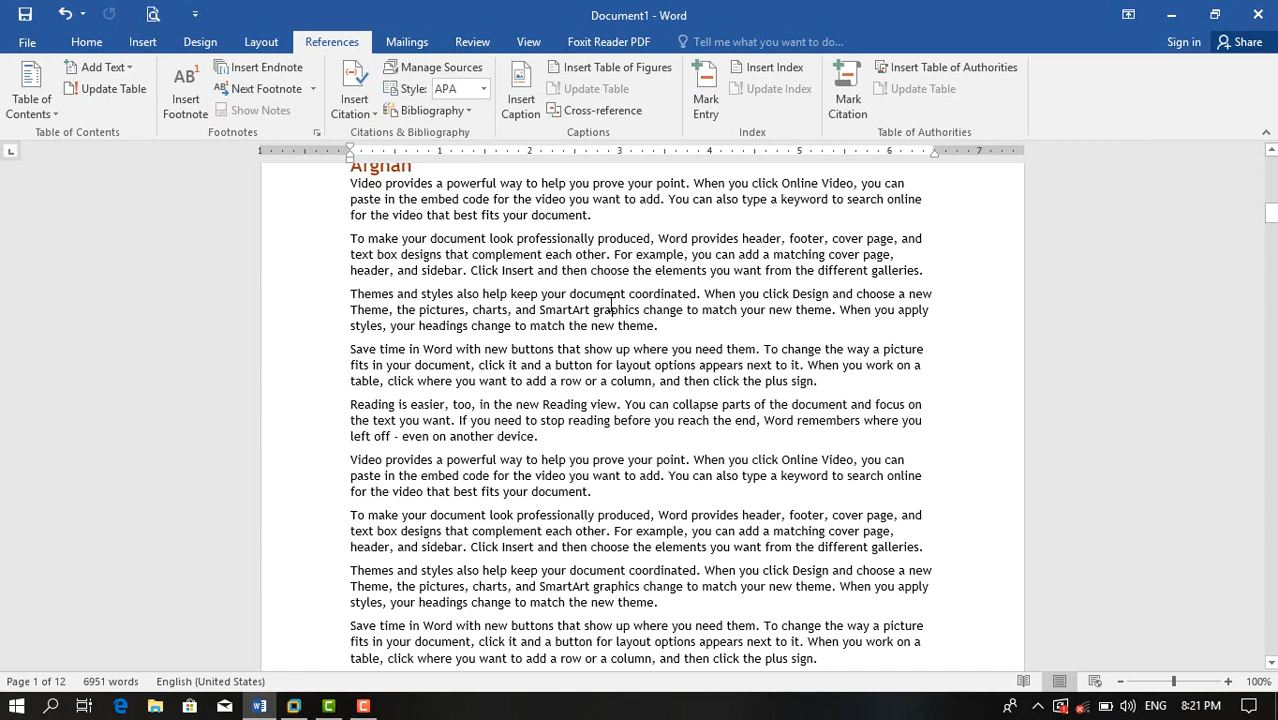 Document1 - Word
File Home Insert Design Layout References Mailings Review View Foxit Reader PDF Tell me what you want to do... Sign in Share
Table of Contents
Add Text
Update Table
Table of Contents
AB1
Insert Footnote
Insert Endnote
AB1 Next Footnote
Show Notes
Footnotes
Insert Citation
Manage Sources
Style: APA
Bibliography
Citations & Bibliography
Insert Caption
Insert Table of Figures
Update Table
Cross-reference
Captions
Mark Entry
Insert Index
Update Index
Index
Mark Citation
Insert Table of Authorities
Update Table
Table of Authorities
L
1 1 2 3 4 5 6 7
Afghan
Video provides a powerful way to help you prove your point. When you click Online Video, you can
paste in the embed code for the video you want to add. You can also type a keyword to search online
for the video that best fits your document.
To make your document look professionally produced, Word provides header, footer, cover page, and
text box designs that complement each other. For example, you can add a matching cover page,
header, and sidebar. Click Insert and then choose the elements you want from the different galleries.
Themes and styles also help keep your document coordinated. When you click Design and choose a new
Theme, the pictures, charts, and SmartArt graphics change to match your new theme. When you apply
styles, your headings change to match the new theme.
Save time in Word with new buttons that show up where you need them. To change the way a picture
fits in your document, click it and a button for layout options appears next to it. When you work on a
table, click where you want to add a row or a column, and then click the plus sign.
Reading is easier, too, in the new Reading view. You can collapse parts of the document and focus on
the text you want. If you need to stop reading before you reach the end, Word remembers where you
left off - even on another device.
Video provides a powerful way to help you prove your point. When you click Online Video, you can
paste in the embed code for the video you want to add. You can also type a keyword to search online
for the video that best fits your document.
To make your document look professionally produced, Word provides header, footer, cover page, and
text box designs that complement each other. For example, you can add a matching cover page,
header, and sidebar. Click Insert and then choose the elements you want from the different galleries.
Themes and styles also help keep your document coordinated. When you click Design and choose a new
Theme, the pictures, charts, and SmartArt graphics change to match your new theme. When you apply
styles, your headings change to match the new theme.
Save time in Word with new buttons that show up where you need them. To change the way a picture
fits in your document, click it and a button for layout options appears next to it. When you work on a
table, click where you want to add a row or a column, and then click the plus sign.
Page 1 of 12 6951 words English (United States) 100%
ENG 8:21 PM